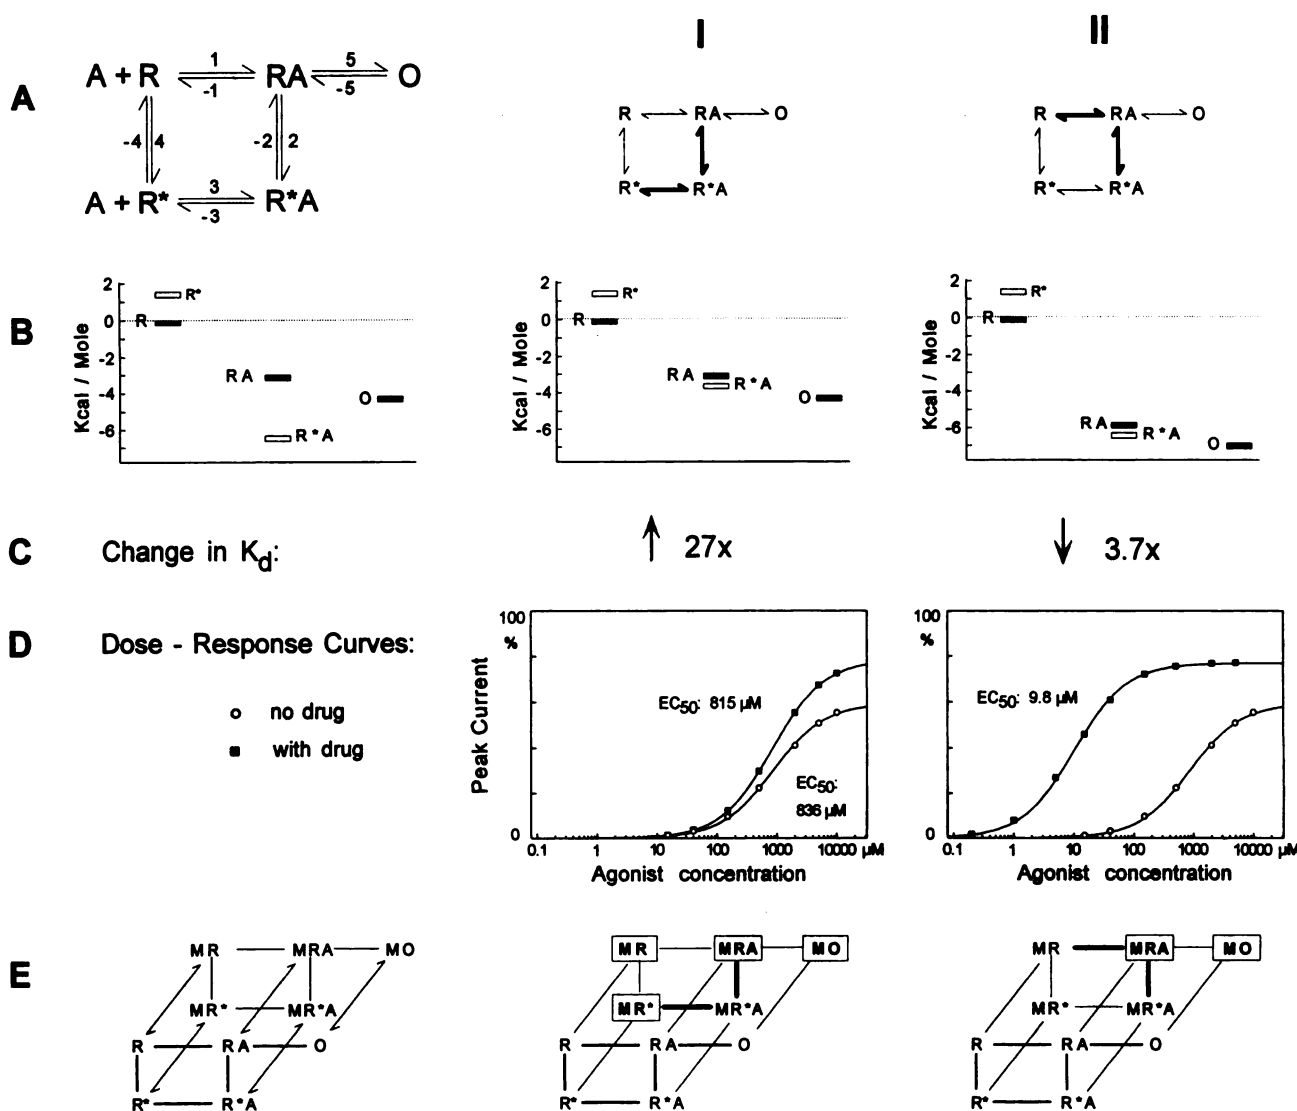 I
II
A
A + R
1
-1
RA
5
-5
O
-4
4
-2
2
A + R*
3
-3
R*A
R
RA
O
R*
R*A
R
RA
O
R*
R*A
B
Kcal / Mole
2
0
-2
-4
-6
R*
R
RA
O
R*A
Kcal / Mole
2
0
-2
-4
-6
R*
R
RA
R*A
O
Kcal / Mole
2
0
-2
-4
-6
R*
R
RA
R*A
O
C
Change in Kd:
27x
3.7x
D
Dose - Response Curves:
no drug
with drug
Peak Current
100
%
0
EC50: 815 µM
EC50:
836 µM
0.1 1 10 100 1000 10000 µM
Agonist concentration
100
%
0
EC50: 9.8 µM
0.1 1 10 100 1000 10000 µM
Agonist concentration
E
MR MRA MO
MR* MR*A
R RA O
R* R*A
MR MRA MO
MR* MR*A
R RA O
R* R*A
MR MRA MO
MR* MR*A
R RA O
R* R*A